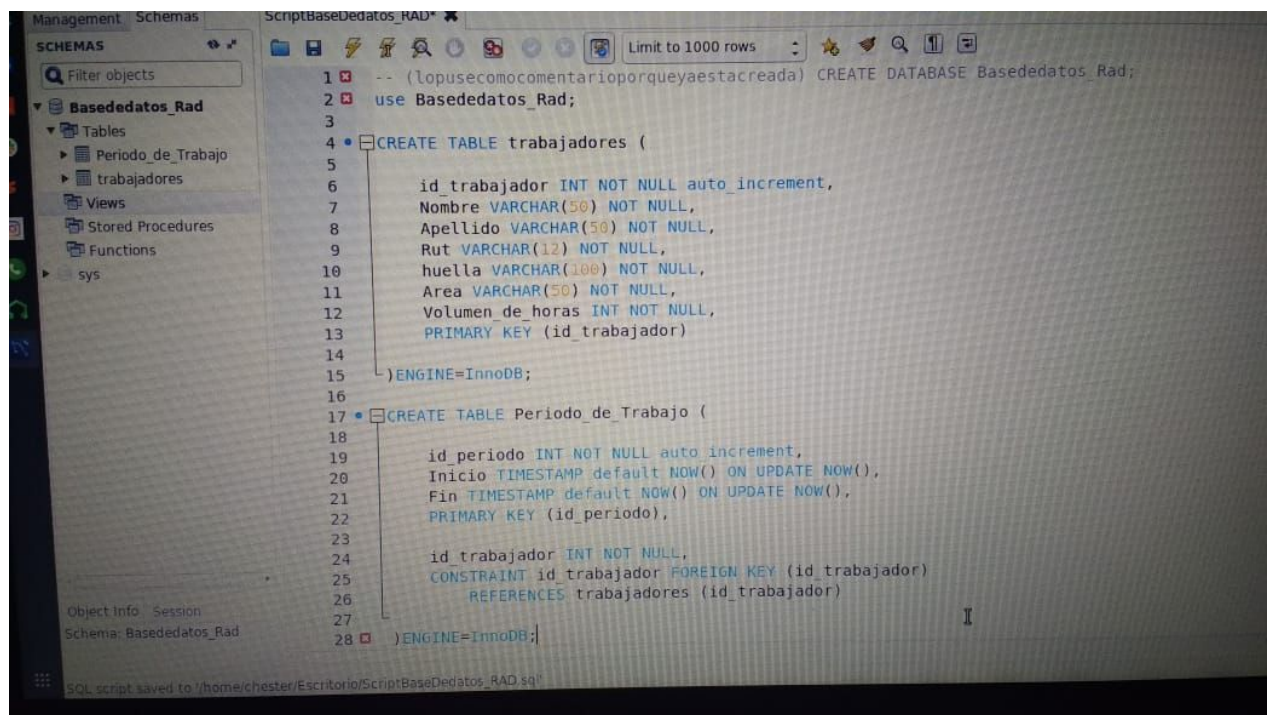 Management Schemas
ScriptBaseDedatos_RAD*
SCHEMAS
Limit to 1000 rows
Filter objects
Basededatos_Rad
Tables
Periodo_de_Trabajo
trabajadores
Views
Stored Procedures
Functions
sys
1 -- (lopusecomocomentarioporqueyaestacreada) CREATE DATABASE Basededatos_Rad;
2 use Basededatos_Rad;
3
4 CREATE TABLE trabajadores (
5
6 id_trabajador INT NOT NULL auto_increment,
7 Nombre VARCHAR(50) NOT NULL,
8 Apellido VARCHAR(50) NOT NULL,
9 Rut VARCHAR(12) NOT NULL,
10 huella VARCHAR(100) NOT NULL,
11 Area VARCHAR(50) NOT NULL,
12 Volumen_de_horas INT NOT NULL,
13 PRIMARY KEY (id_trabajador)
14
15 )ENGINE=InnoDB;
16
17 CREATE TABLE Periodo_de_Trabajo (
18
19 id_periodo INT NOT NULL auto_increment,
20 Inicio TIMESTAMP default NOW() ON UPDATE NOW(),
21 Fin TIMESTAMP default NOW() ON UPDATE NOW(),
22 PRIMARY KEY (id_periodo),
23
24 id_trabajador INT NOT NULL,
25 CONSTRAINT id_trabajador FOREIGN KEY (id_trabajador)
26 REFERENCES trabajadores (id_trabajador)
27
28 )ENGINE=InnoDB;
Object Info Session
Schema: Basededatos_Rad
SQL script saved to '/home/chester/Escritorio/ScriptBaseDedatos_RAD.sql'